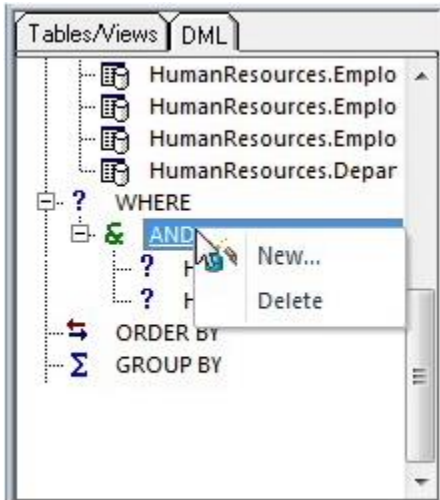 Tables/Views DML
HumanResources.Emplo
HumanResources.Emplo
HumanResources.Emplo
HumanResources.Depar
? WHERE
& AND
New...
? H
Delete
? H
ORDER BY
Σ GROUP BY